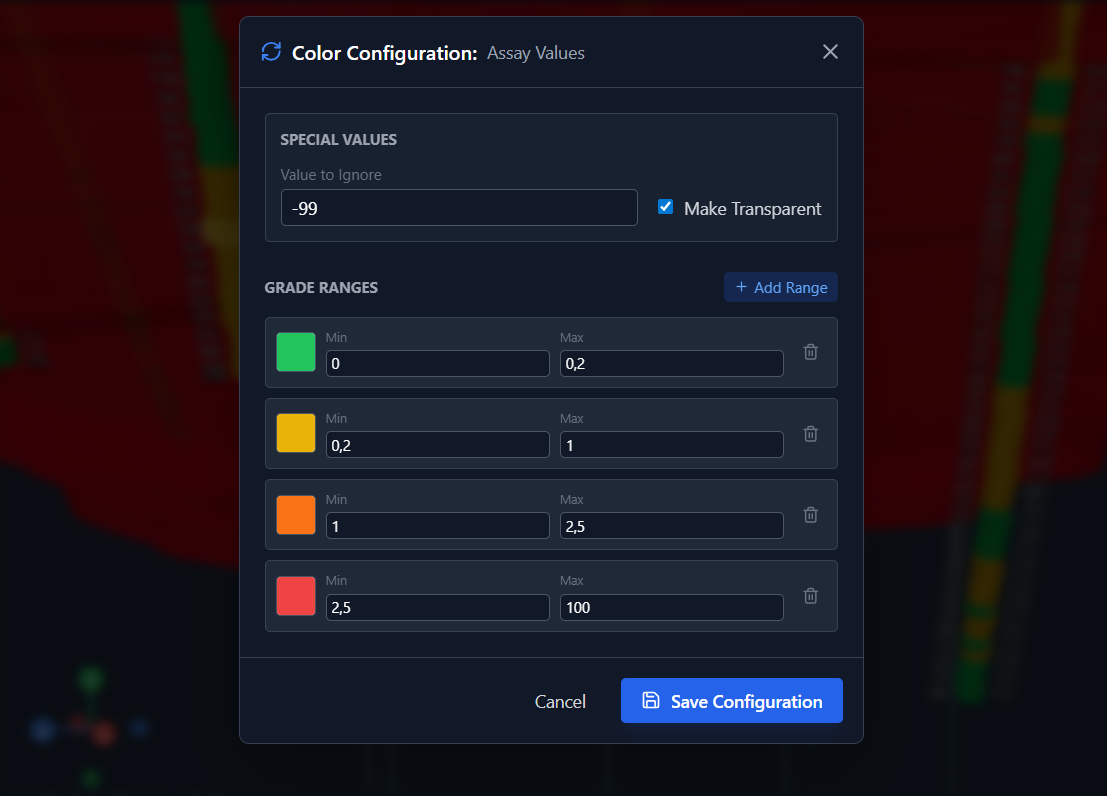 Color Configuration: Assay Values
SPECIAL VALUES
Value to Ignore
-99
Make Transparent
GRADE RANGES
+ Add Range
Min
Max
0
0,2
Min
Max
0,2
1
Min
Max
1
2,5
Min
Max
2,5
100
Cancel
Save Configuration